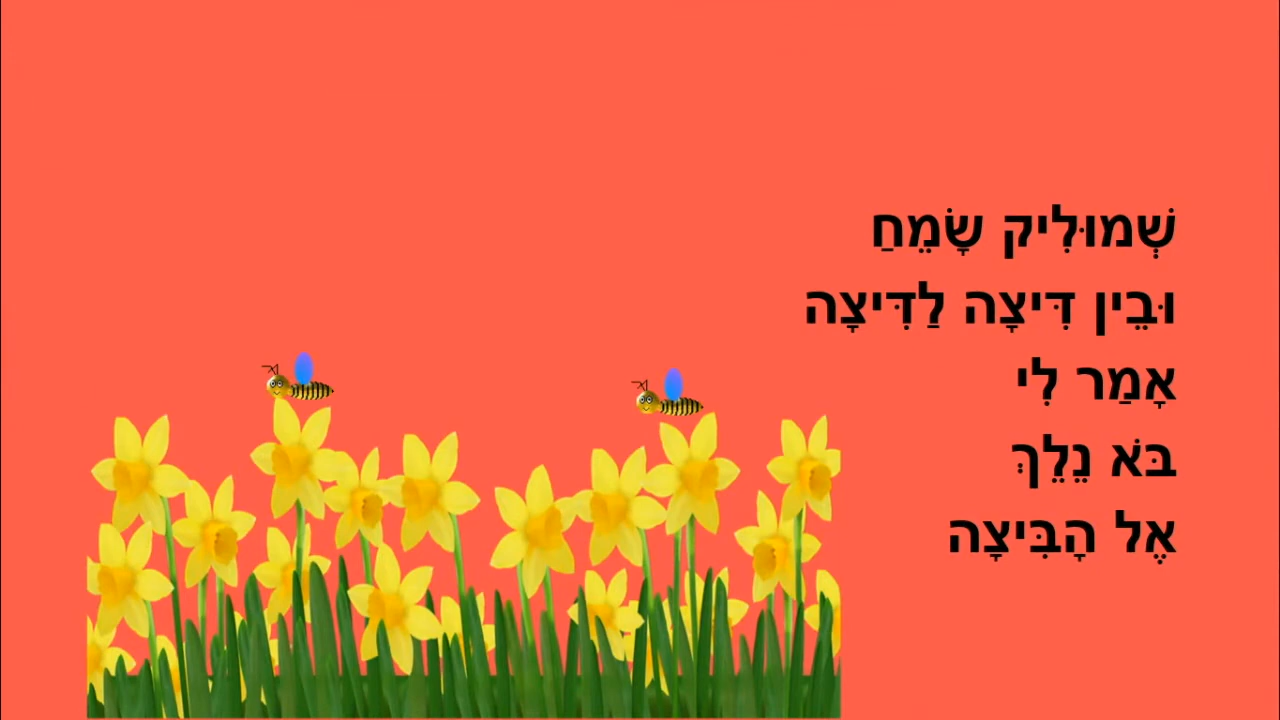 שְׁמוּלִיק שָׂמֵחַ
וּבֵין דִּיצָה לַדִּיצָה
אָמַר לִי
בֹּא נֵלֵךְ
אֶל הָבִּיצָה